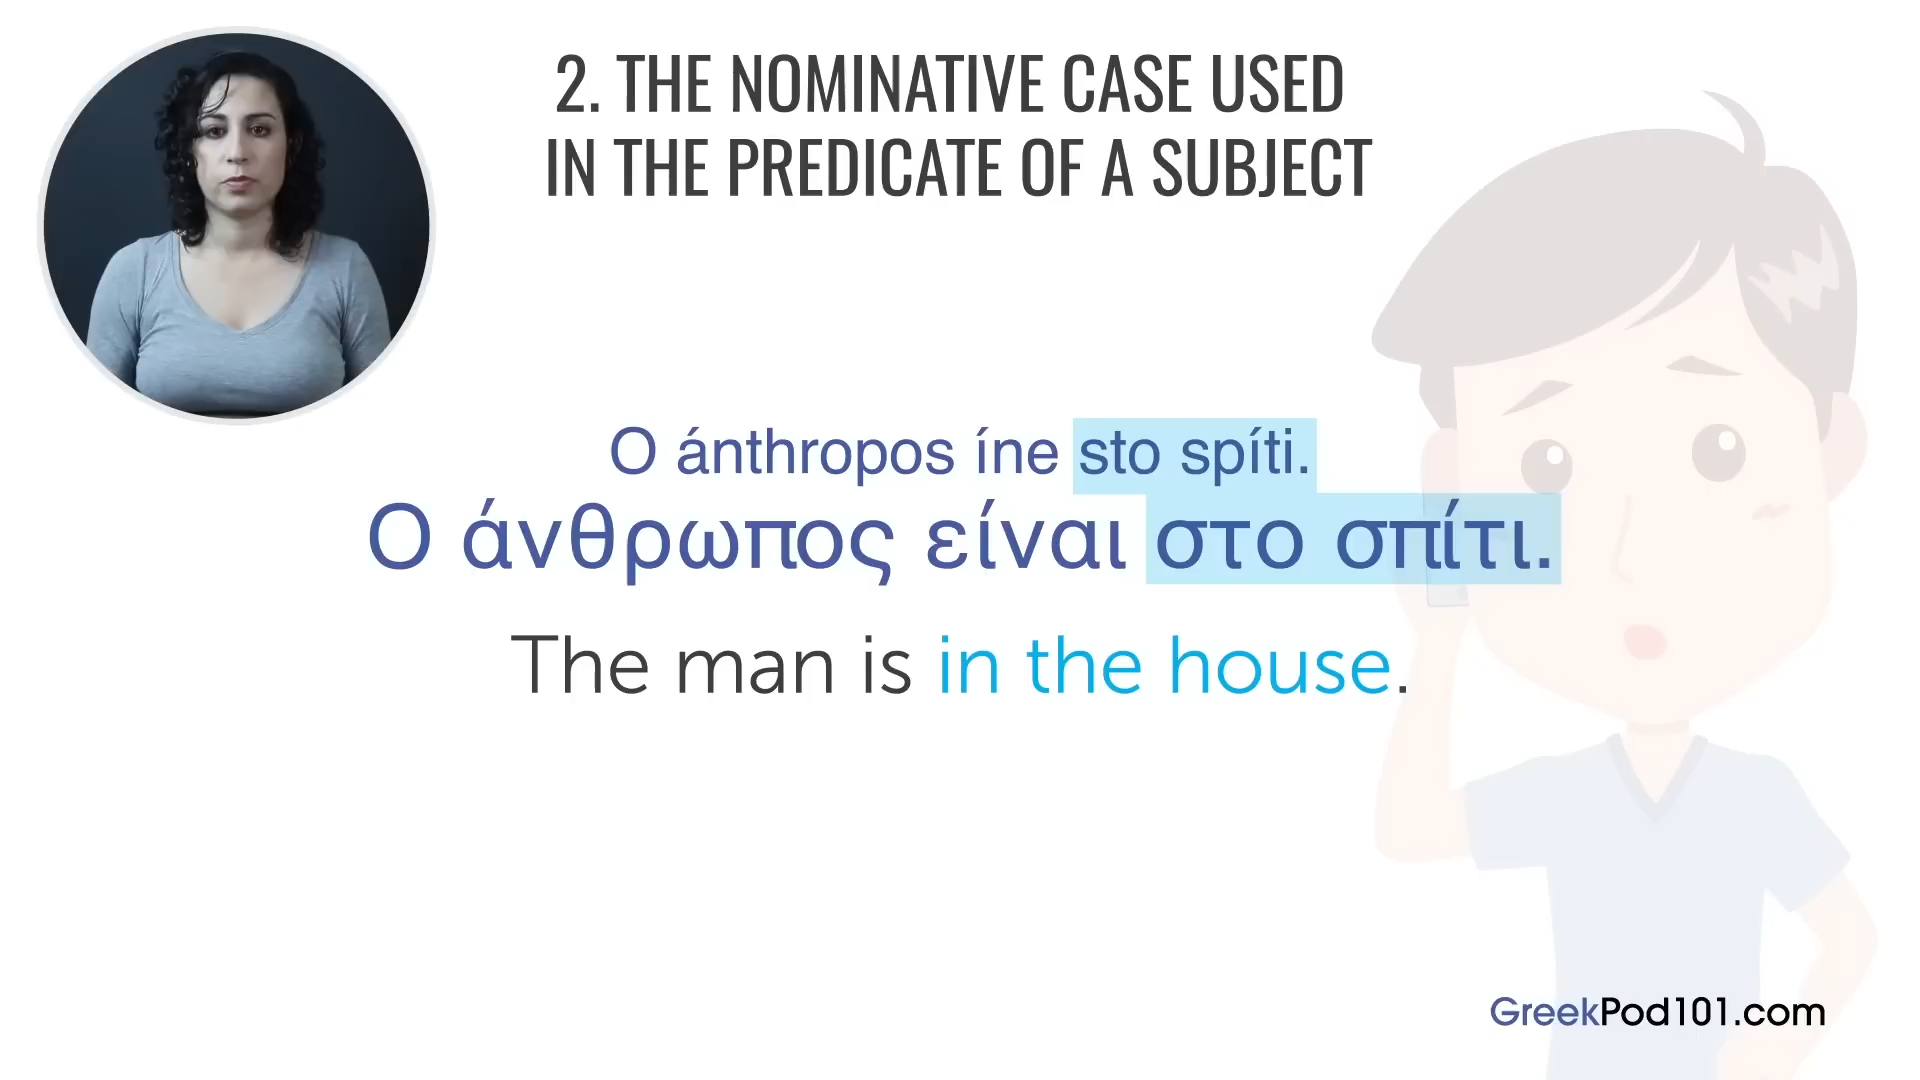 2. THE NOMINATIVE CASE USED
IN THE PREDICATE OF A SUBJECT
O ánthropos íne sto spíti.
Ο άνθρωπος είναι στο σπίτι.
The man is in the house.
GreekPod101.com